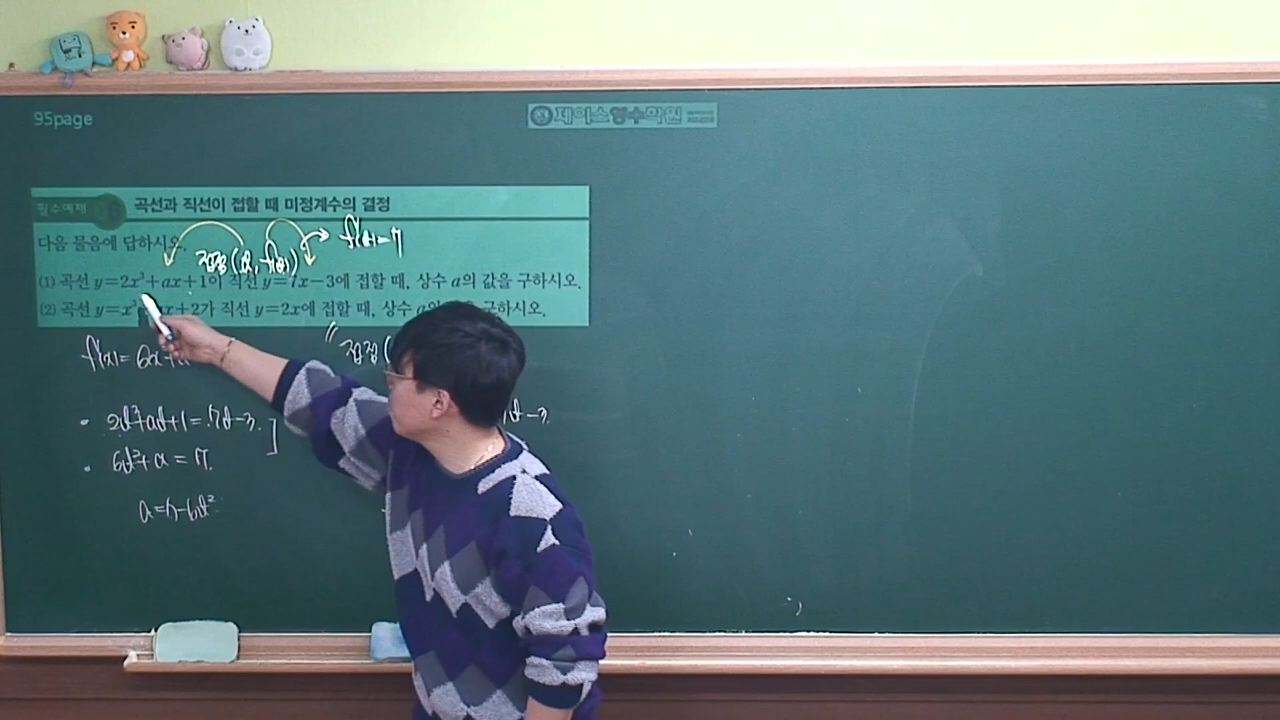 95page
제이스영수학원
필수예제
곡선과 직선이 접할 때 미정계수의 결정
다음 물음에 답하시오.
접점(α, f(α)) f'(α)=7
(1) 곡선 y=2x³+ax+1이 직선 y=7x-3에 접할 때, 상수 a의 값을 구하시오.
(2) 곡선 y=x³ x+2가 직선 y=2x에 접할 때, 상수 a의 구하시오.
f'(x)=6x²+a
접점(
2α³+aα+1=7α-3.
α-3.
6α²+a=7.
a=7-6α²